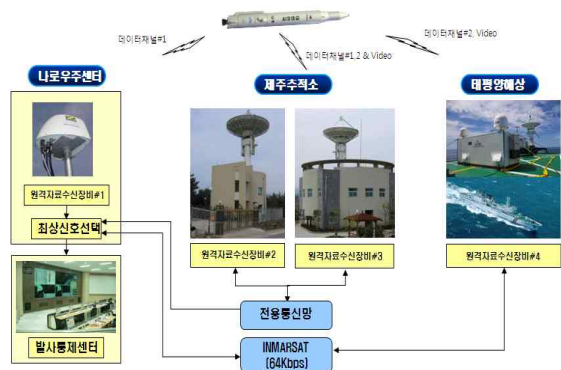 데이터채널#1
데이터채널#1,2 & Video
데이터채널#2, Video
나로우주센터
제주추적소
태평양해상
원격자료수신장비#1
최상신호선택
발사통제센터
원격자료수신장비#2
원격자료수신장비#3
원격자료수신장비#4
전용통신망
INMARSAT
(64Kbps)